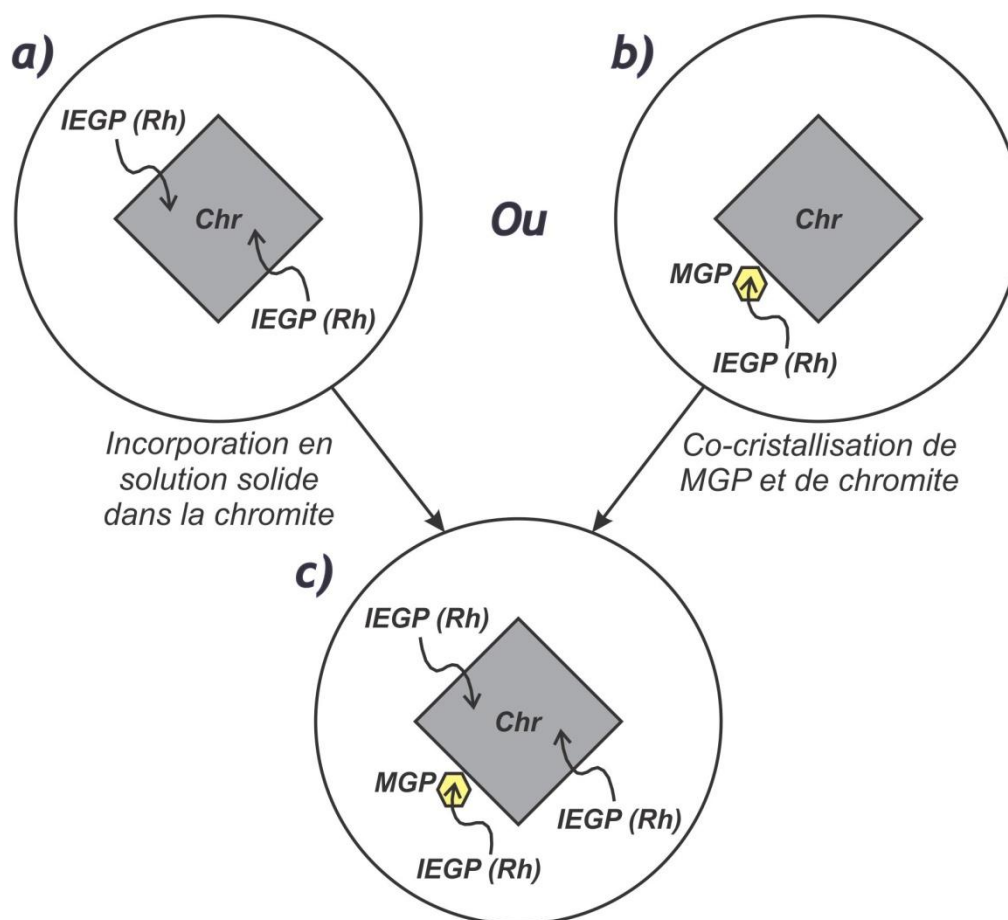 a)
IEGP (Rh)
Chr
IEGP (Rh)
Ou
b)
Chr
MGP
IEGP (Rh)
Incorporation en
solution solide
dans la chromite
Co-cristallisation de
MGP et de chromite
c)
IEGP (Rh)
Chr
MGP
IEGP (Rh)
IEGP (Rh)